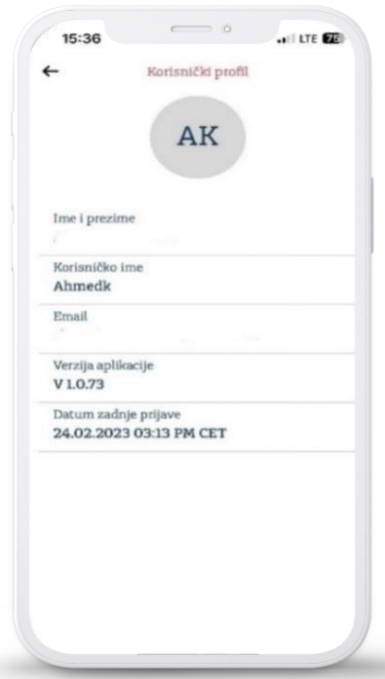 15:36
LTE 75
Korisnički profil
AK
Ime i prezime
Korisničko ime
Ahmedk
Email
Verzija aplikacije
V 1.0.73
Datum zadnje prijave
24.02.2023 03:13 PM CET